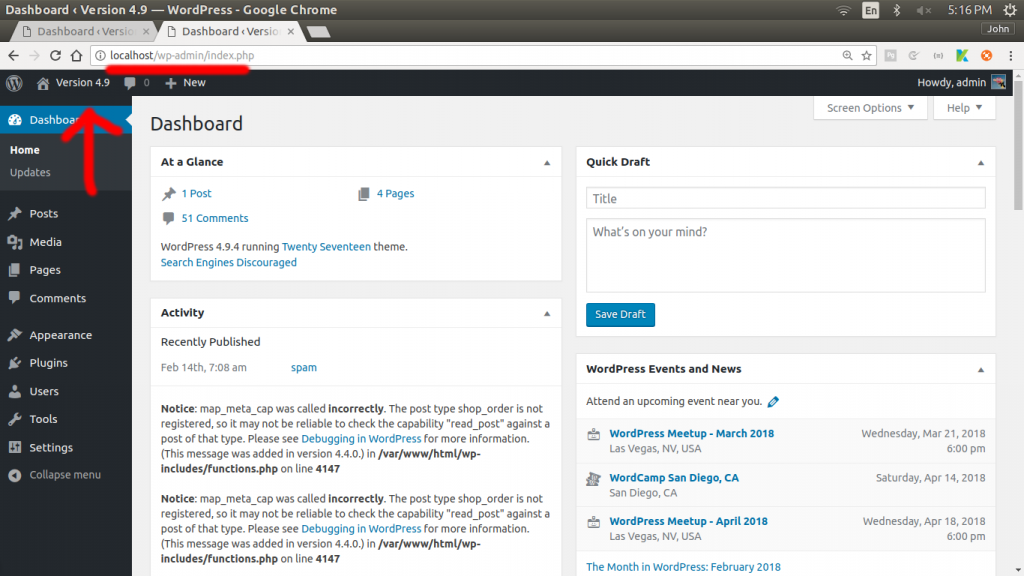 Dashboard ‹ Version 4.9 — WordPress - Google Chrome
En
5:16 PM
Dashboard ‹ Versio
Dashboard ‹ Versio
John
localhost/wp-admin/index.php
Version 4.9
0
New
Howdy, admin
Dashboa
Home
Updates
Posts
Media
Pages
Comments
Appearance
Plugins
Users
Tools
Settings
Collapse menu
Screen Options
Help
Dashboard
At a Glance
1 Post
4 Pages
51 Comments
WordPress 4.9.4 running Twenty Seventeen theme.
Search Engines Discouraged
Activity
Recently Published
Feb 14th, 7:08 am
spam
Notice: map_meta_cap was called incorrectly. The post type shop_order is not
registered, so it may not be reliable to check the capability "read_post" against a
post of that type. Please see Debugging in WordPress for more information.
(This message was added in version 4.4.0.) in /var/www/html/wp-
includes/functions.php on line 4147
Notice: map_meta_cap was called incorrectly. The post type shop_order is not
registered, so it may not be reliable to check the capability "read_post" against a
post of that type. Please see Debugging in WordPress for more information.
(This message was added in version 4.4.0.) in /var/www/html/wp-
includes/functions.php on line 4147
Quick Draft
Title
What's on your mind?
Save Draft
WordPress Events and News
Attend an upcoming event near you.
WordPress Meetup - March 2018
Wednesday, Mar 21, 2018
Las Vegas, NV, USA
6:00 pm
WordCamp San Diego, CA
Saturday, Apr 14, 2018
San Diego, CA
WordPress Meetup - April 2018
Wednesday, Apr 18, 2018
Las Vegas, NV, USA
6:00 pm
The Month in WordPress: February 2018